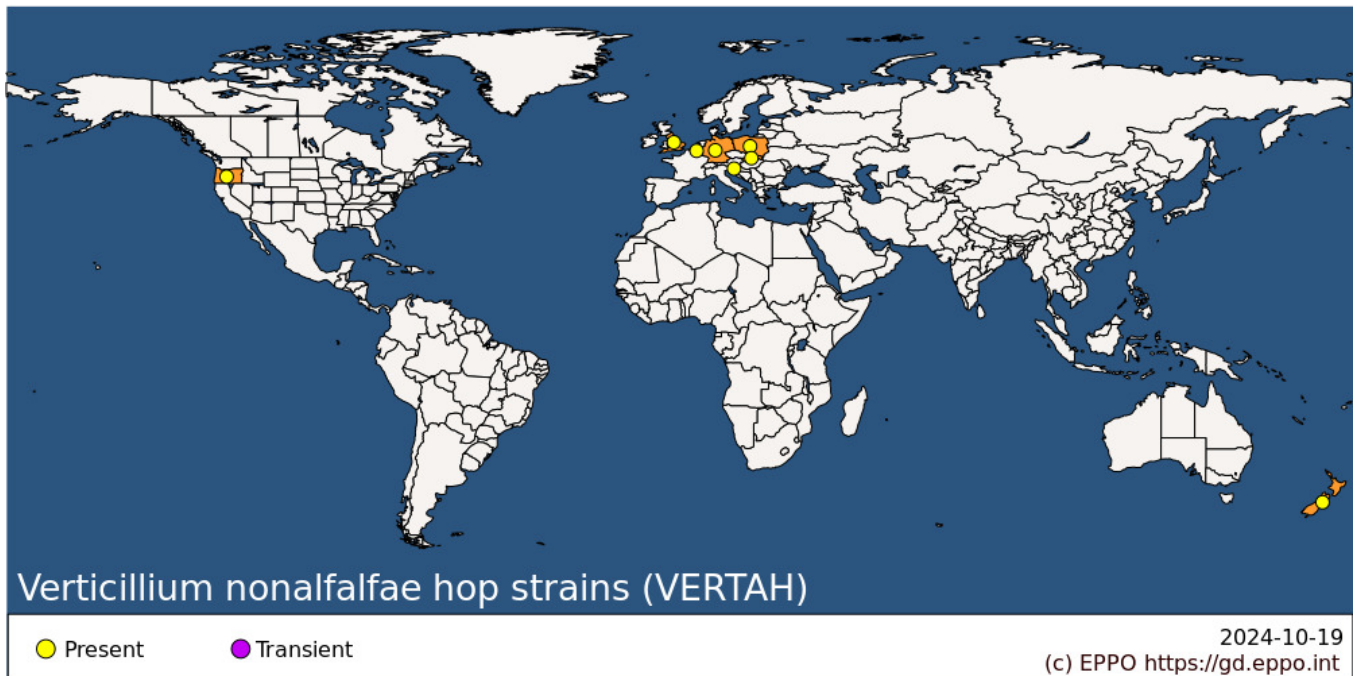 Verticillium nonalfalfae hop strains (VERTAH)
Present
Transient
2024-10-19
(c) EPPO https://gd.eppo.int